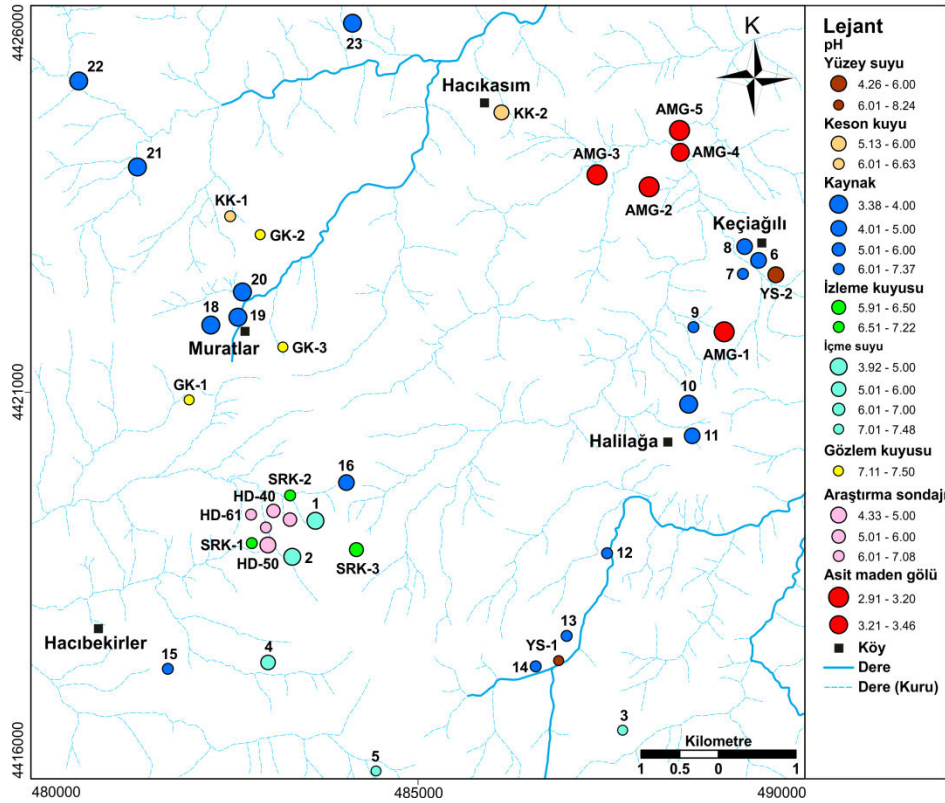 4426000
4421000
4416000
480000
485000
490000
K
23
22
Hacıkasım
KK-2
AMG-5
AMG-4
AMG-3
AMG-2
21
KK-1
GK-2
Keçiağılı
8
6
7
YS-2
20
18
19
Muratlar
GK-3
9
AMG-1
GK-1
10
11
Halilağa
16
SRK-2
HD-40
1
HD-61
SRK-1
HD-50
2
SRK-3
12
Hacıbekirler
13
YS-1
14
15
4
3
5
Kilometre
1 0.5 0 1
Lejant
pH
Yüzey suyu
4.26 - 6.00
6.01 - 8.24
Keson kuyu
5.13 - 6.00
6.01 - 6.63
Kaynak
3.38 - 4.00
4.01 - 5.00
5.01 - 6.00
6.01 - 7.37
İzleme kuyusu
5.91 - 6.50
6.51 - 7.22
İçme suyu
3.92 - 5.00
5.01 - 6.00
6.01 - 7.00
7.01 - 7.48
Gözlem kuyusu
7.11 - 7.50
Araştırma sondajı
4.33 - 5.00
5.01 - 6.00
6.01 - 7.08
Asit maden gölü
2.91 - 3.20
3.21 - 3.46
Köy
Dere
Dere (Kuru)